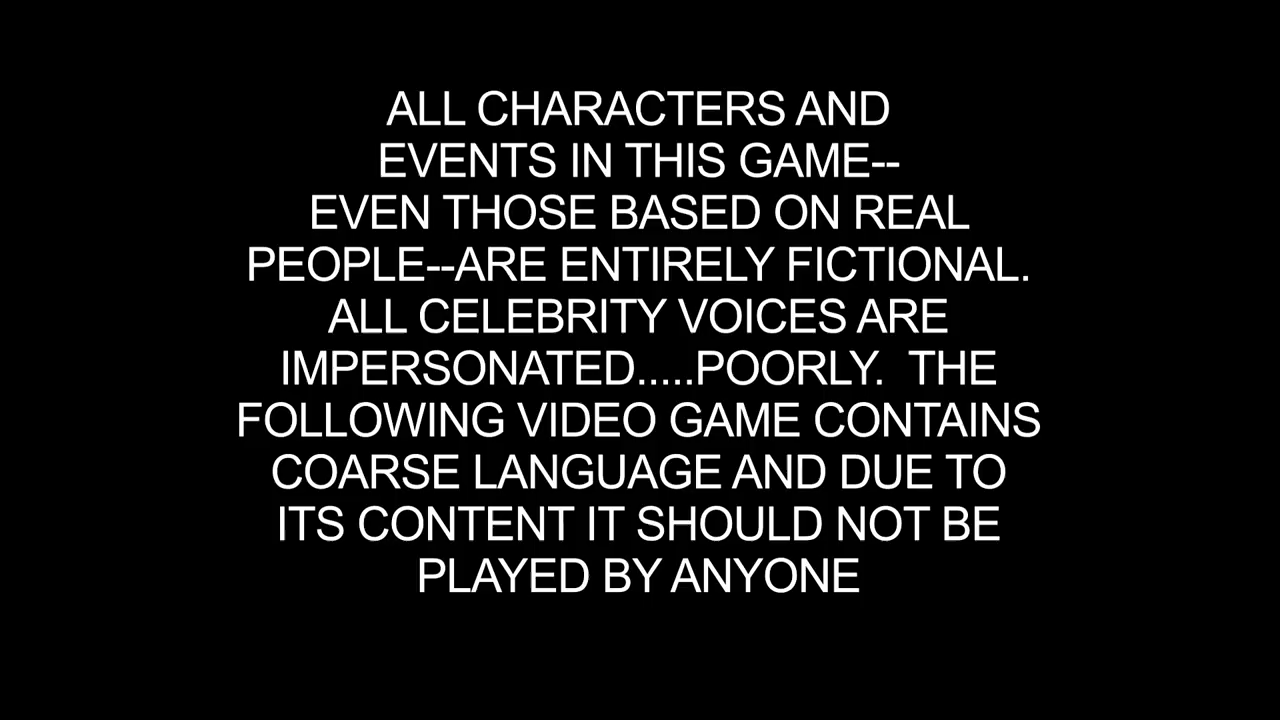 ALL CHARACTERS AND
EVENTS IN THIS GAME--
EVEN THOSE BASED ON REAL
PEOPLE--ARE ENTIRELY FICTIONAL.
ALL CELEBRITY VOICES ARE
IMPERSONATED.....POORLY.  THE
FOLLOWING VIDEO GAME CONTAINS
COARSE LANGUAGE AND DUE TO
ITS CONTENT IT SHOULD NOT BE
PLAYED BY ANYONE